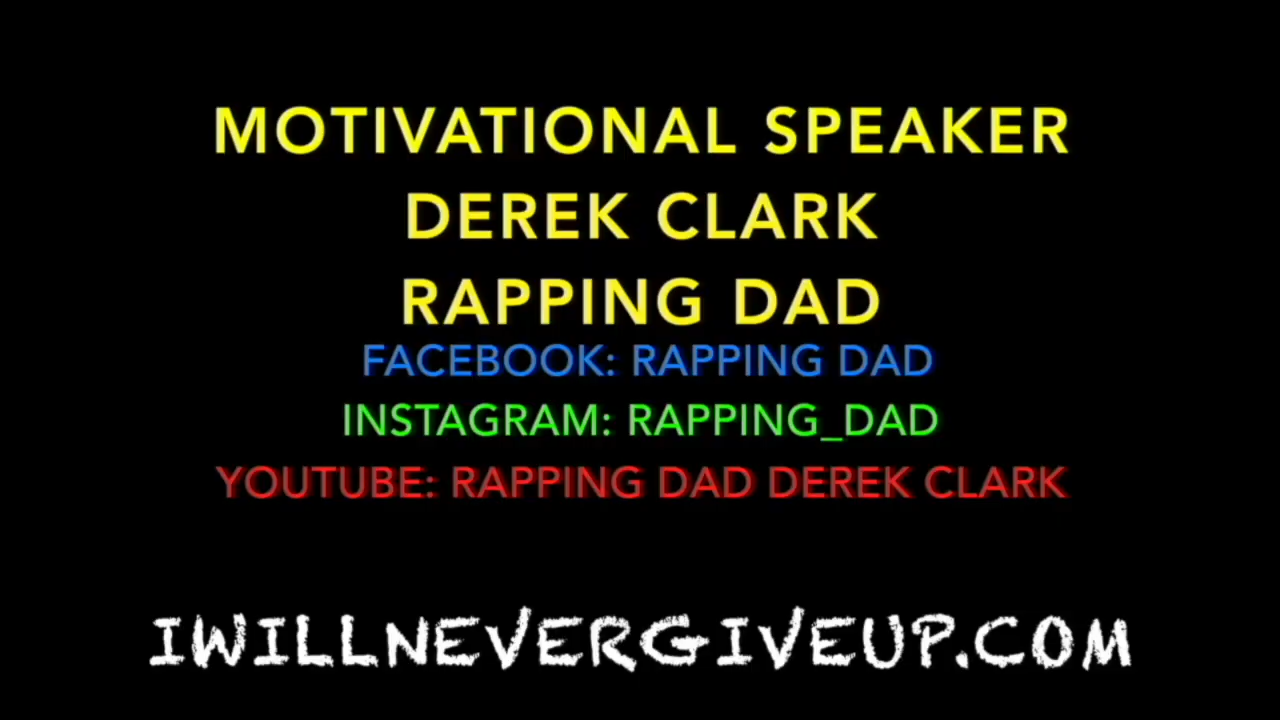 MOTIVATIONAL SPEAKER
DEREK CLARK
RAPPING DAD
FACEBOOK: RAPPING DAD
INSTAGRAM: RAPPING_DAD
YOUTUBE: RAPPING DAD DEREK CLARK
IWILLNEVERGIVEUP.COM